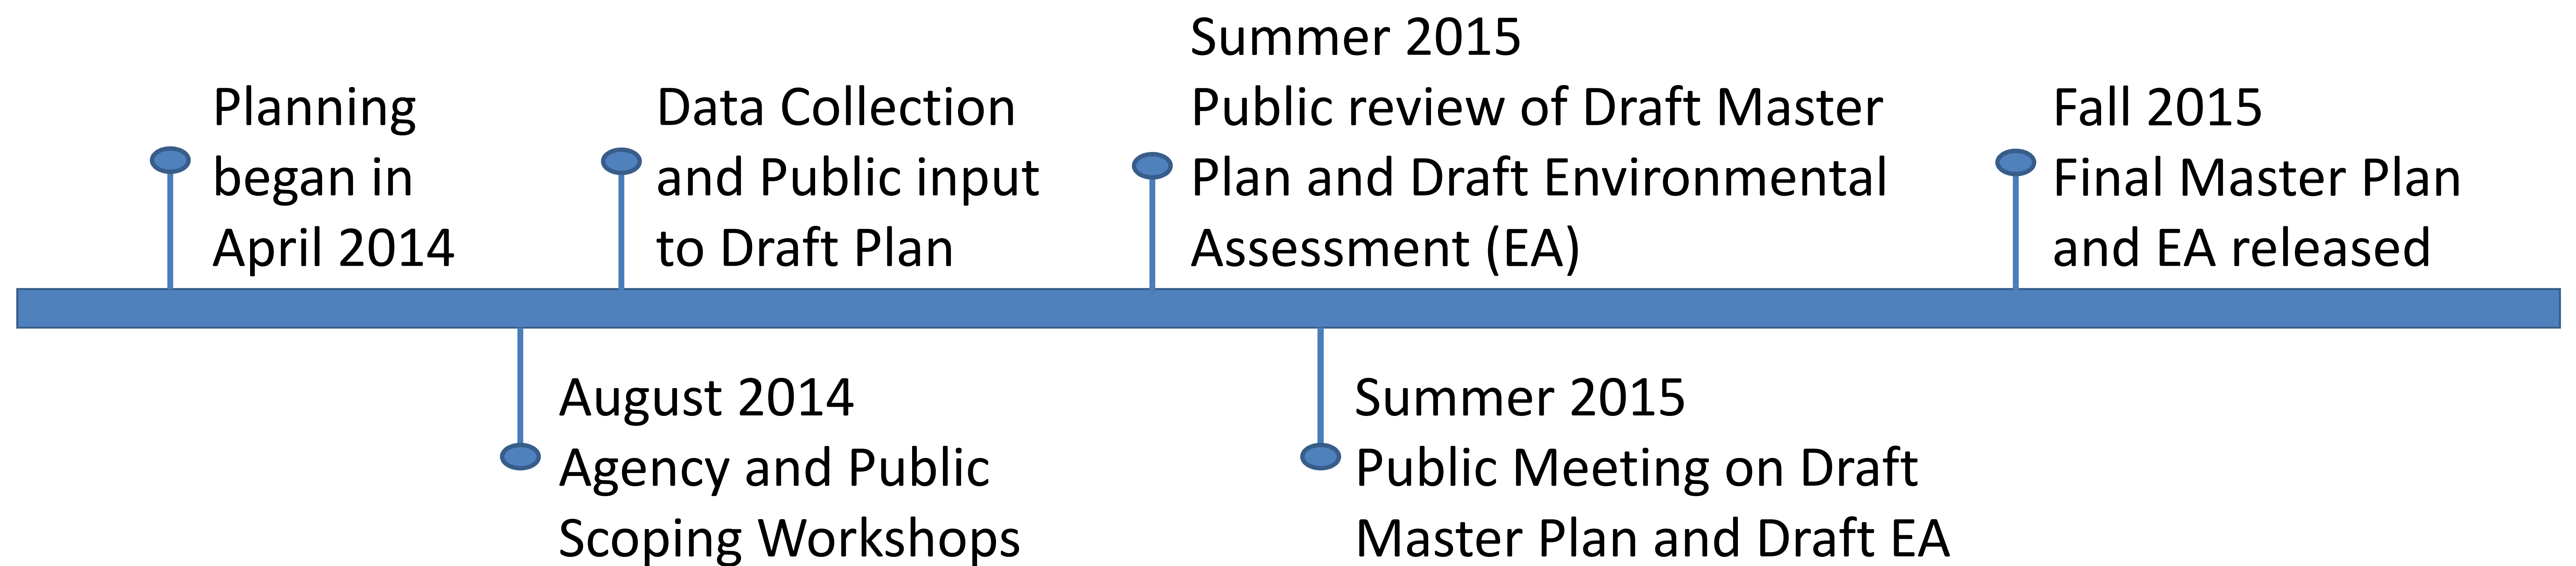 Planning
began in
April 2014
August 2014
Agency and Public
Scoping Workshops
Data Collection
and Public input
to Draft Plan
Summer 2015
Public review of Draft Master
Plan and Draft Environmental
Assessment (EA)
Summer 2015
Public Meeting on Draft
Master Plan and Draft EA
Fall 2015
Final Master Plan
and EA released